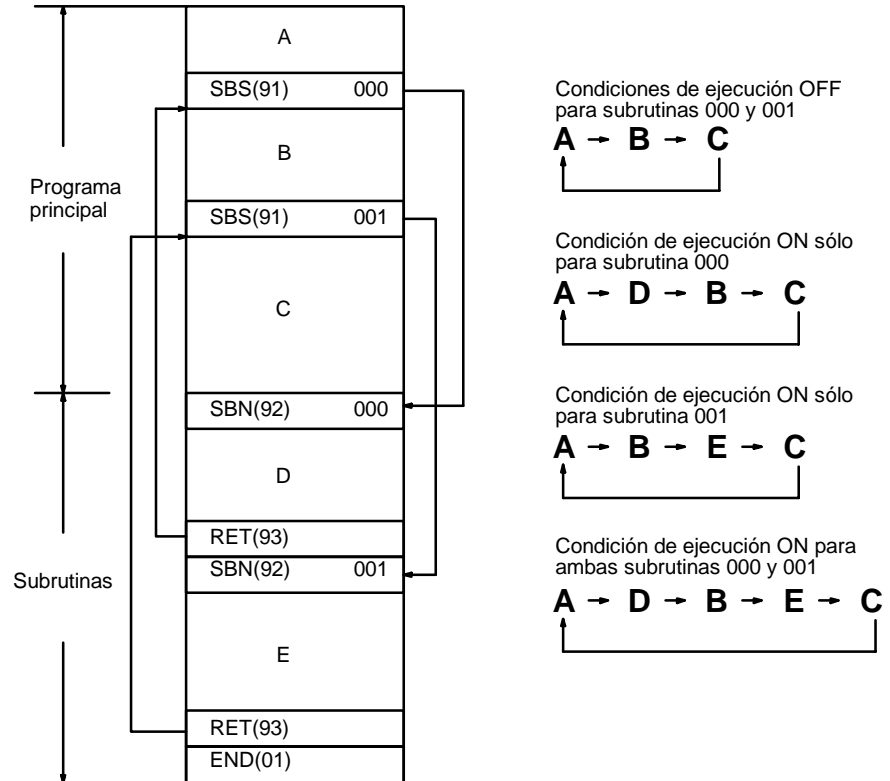 A
SBS(91) 000
B
SBS(91) 001
C
SBN(92) 000
D
RET(93)
SBN(92) 001
E
RET(93)
END(01)
Programa
principal
Subrutinas
Condiciones de ejecución OFF
para subrutinas 000 y 001
A B C
Condición de ejecución ON sólo
para subrutina 000
A D B C
Condición de ejecución ON sólo
para subrutina 001
A B E C
Condición de ejecución ON para
ambas subrutinas 000 y 001
A D B E C